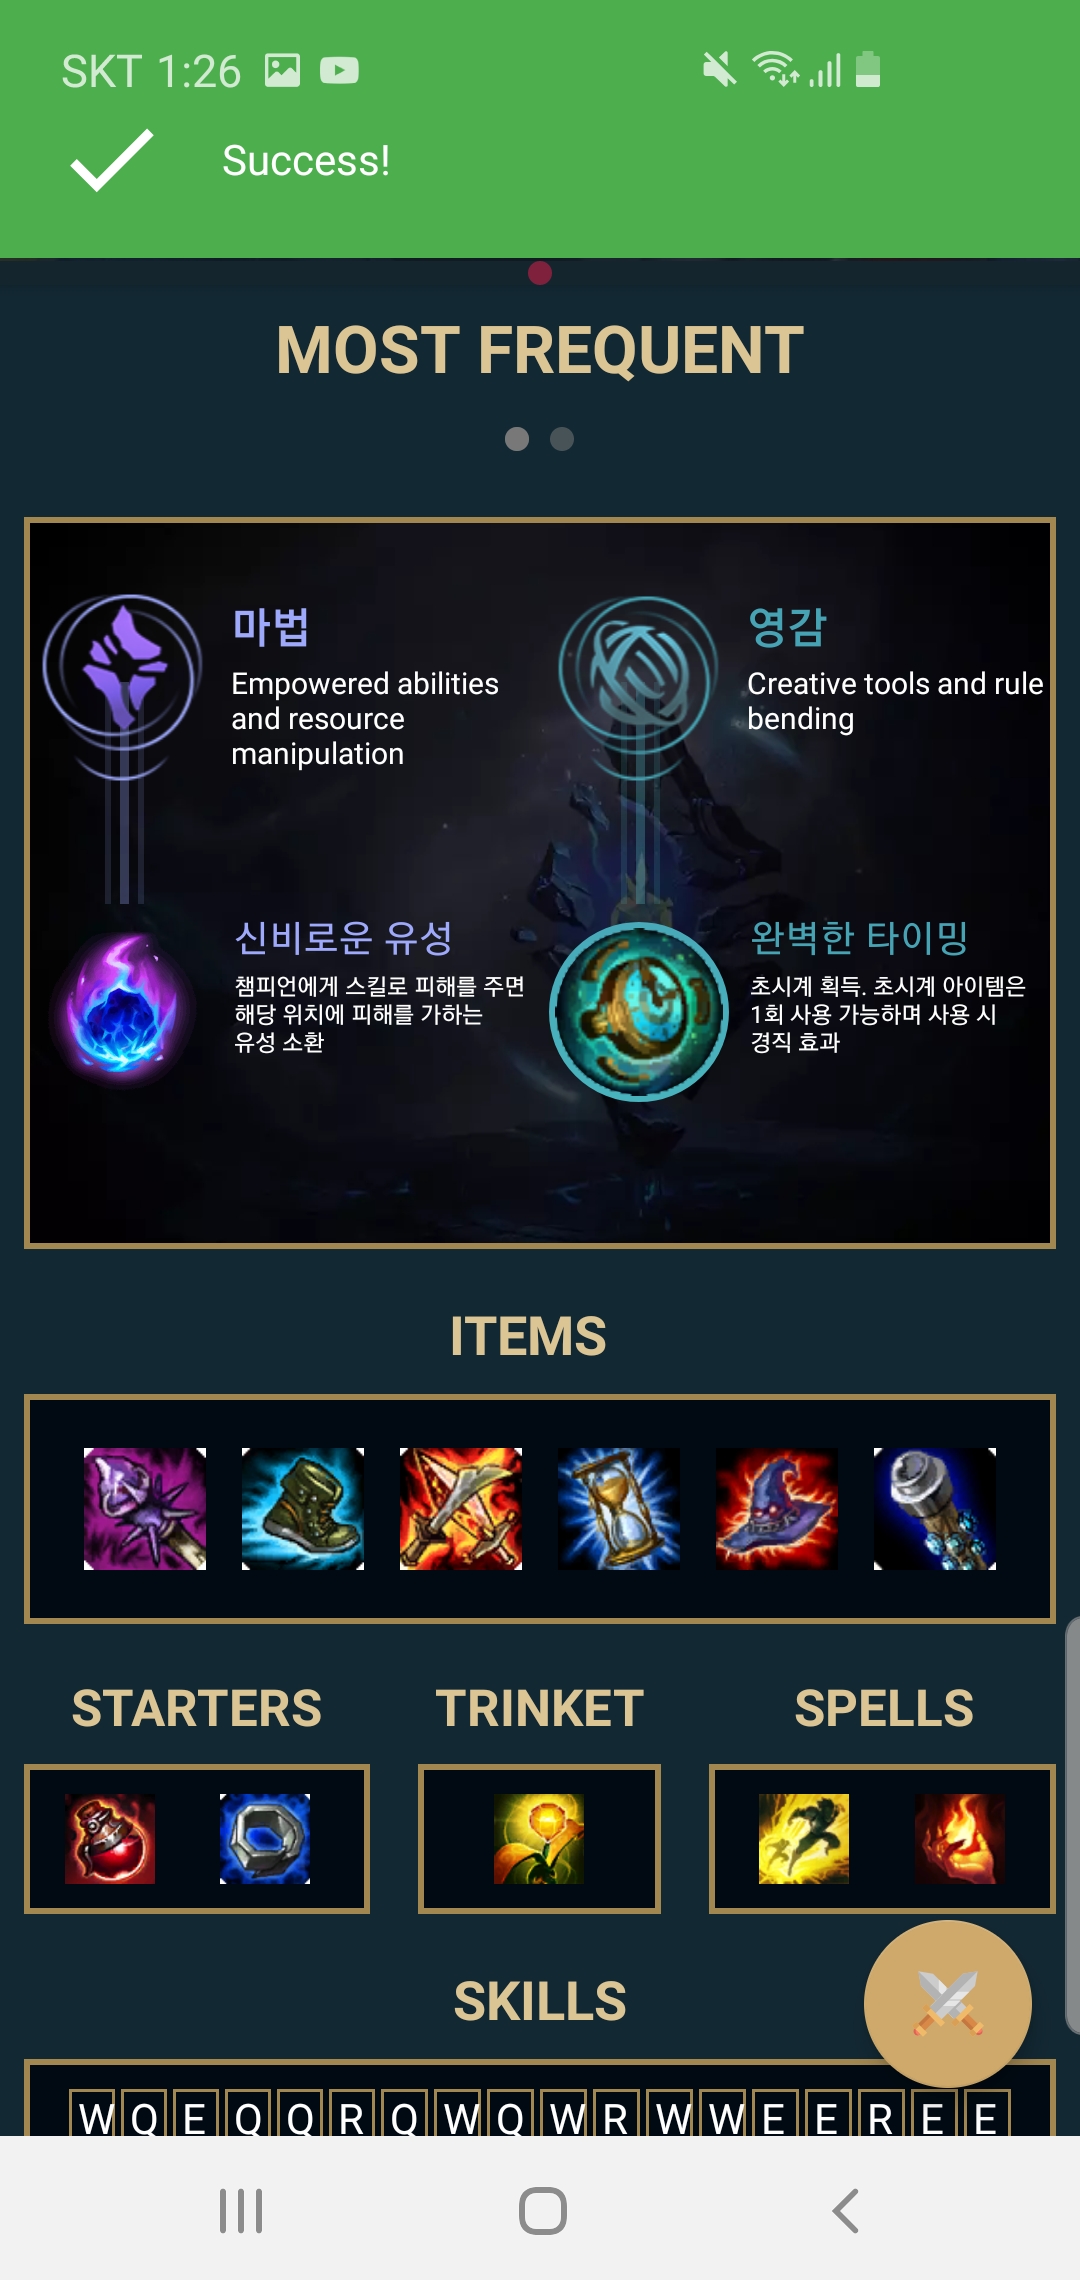 SKT 1:26
Success!
MOST FREQUENT
마법
Empowered abilities
and resource
manipulation
영감
Creative tools and rule
bending
신비로운 유성
챔피언에게 스킬로 피해를 주면
해당 위치에 피해를 가하는
유성 소환
완벽한 타이밍
초시계 획득. 초시계 아이템은
1회 사용 가능하며 사용 시
경직 효과
ITEMS
STARTERS
TRINKET
SPELLS
SKILLS
W Q E Q Q R Q W Q W R W W E E R E E